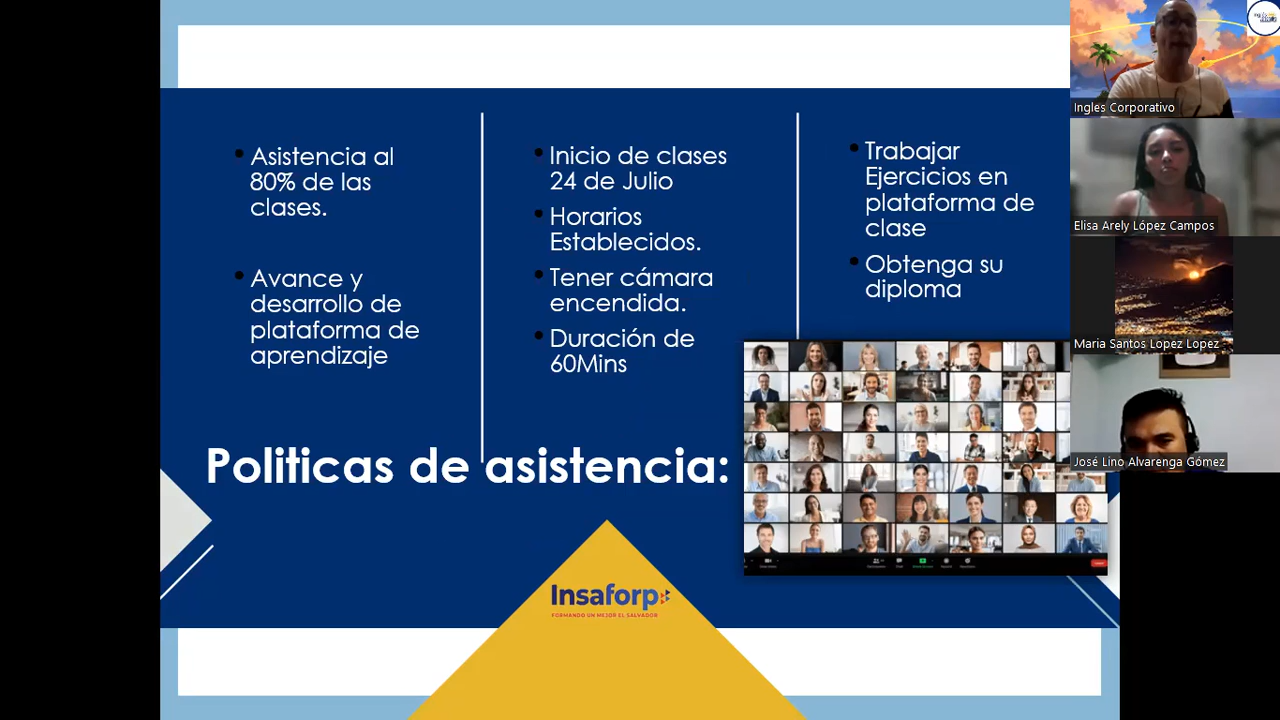 Asistencia al
80% de las
clases.
Avance y
desarrollo de
plataforma de
aprendizaje
Inicio de clases
24 de Julio
Horarios
Establecidos.
Tener cámara
encendida.
Duración de
60Mins
Trabajar
Ejercicios en
plataforma de
clase
Obtenga su
diploma
Politicas de asistencia:
Insaforp
FORMANDO UN MEJOR EL SALVADOR
Ingles Corporativo
Elisa Arely López Campos
Maria Santos Lopez Lopez
José Lino Alvarenga Gómez